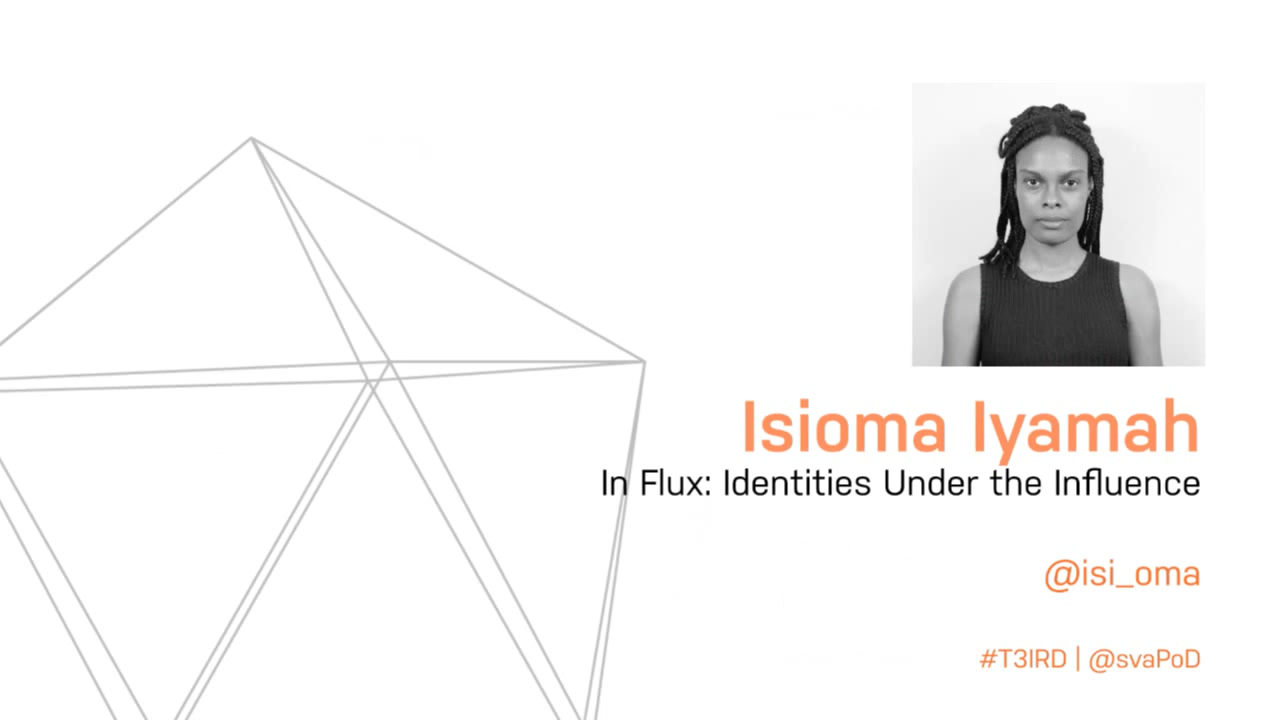 Isioma Iyamah
In Flux: Identities Under the Influence
@isi_oma
#T3IRD | @svaPoD